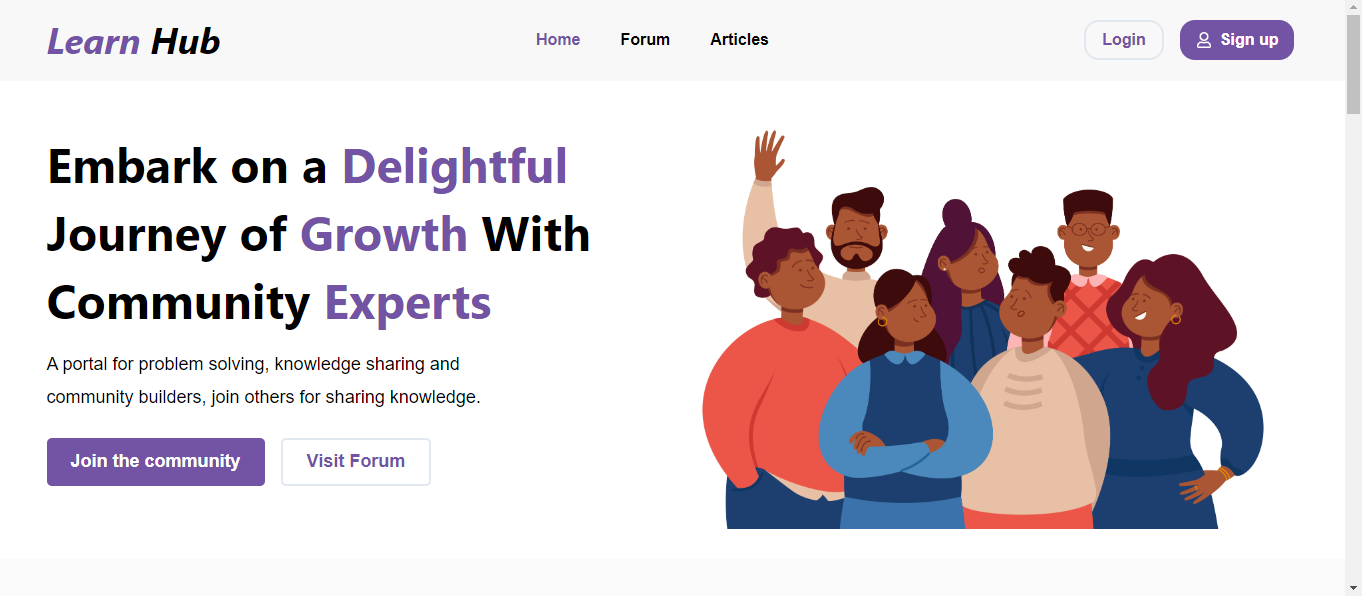 Learn Hub
Home
Forum
Articles
Login
Sign up
Embark on a Delightful
Journey of Growth With
Community Experts
A portal for problem solving, knowledge sharing and
community builders, join others for sharing knowledge.
Join the community
Visit Forum